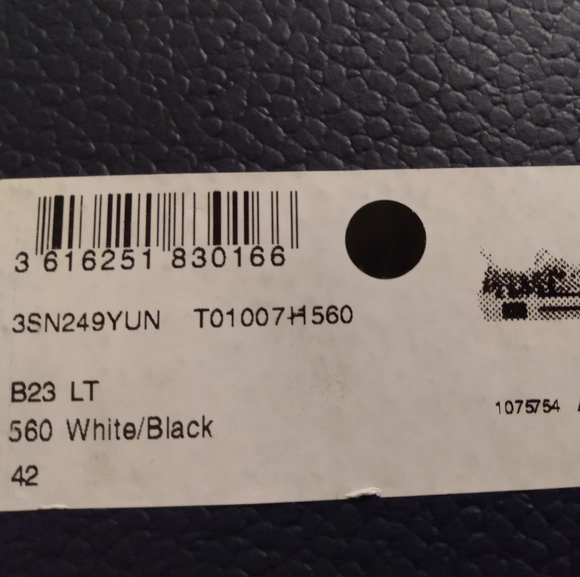 3 616251 830166
3SN249YUN T01007H560
B23 LT
560 White/Black
1075754
42